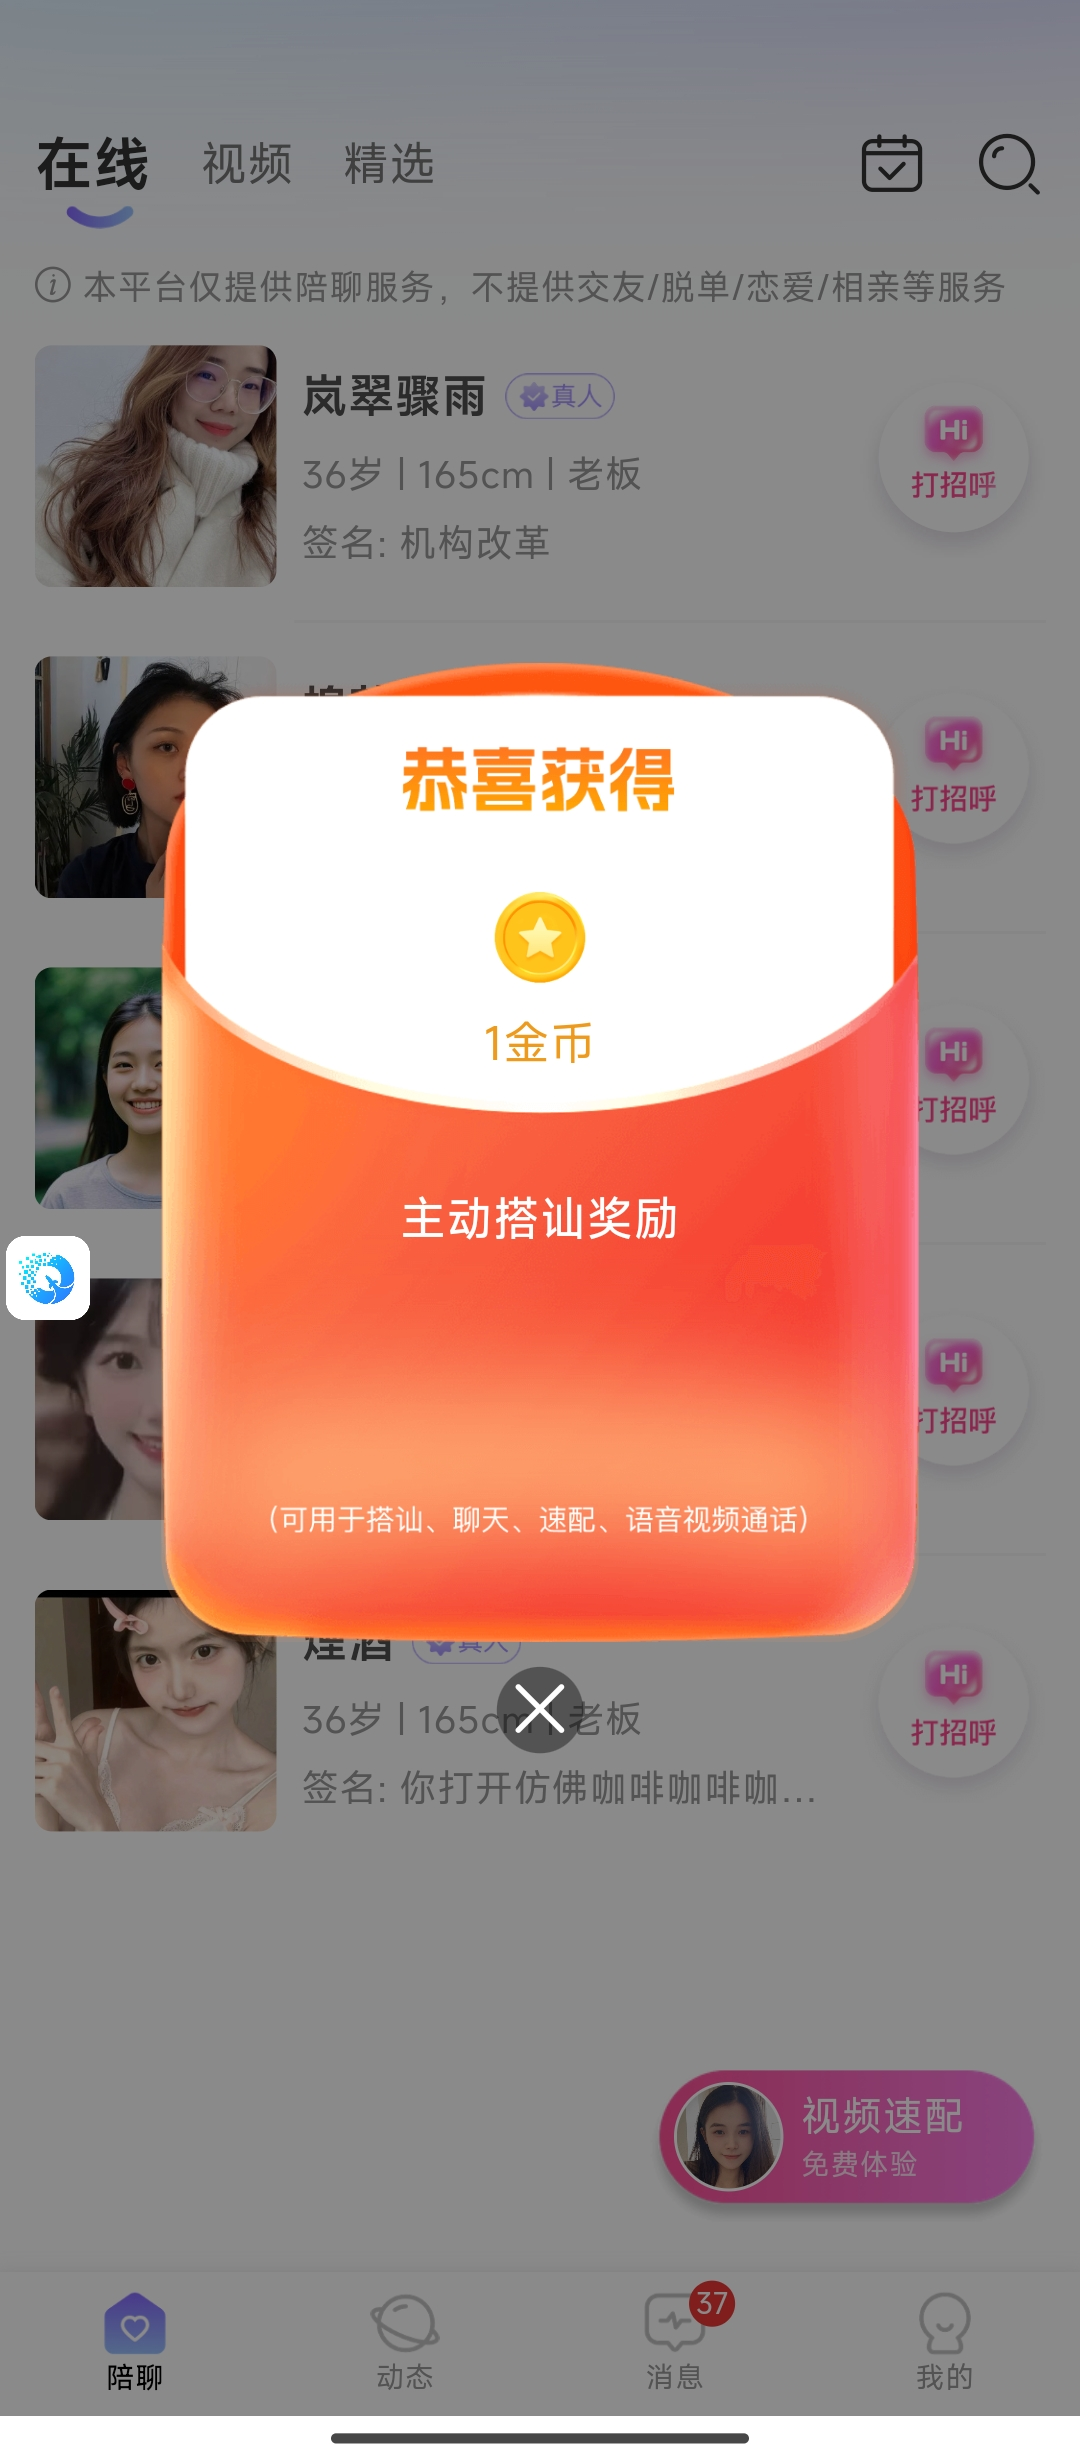 在线 视频 精选
本平台仅提供陪聊服务，不提供交友/脱单/恋爱/相亲等服务
岚翠骤雨 真人
36岁 | 165cm | 老板
签名: 机构改革
Hi
打招呼
Hi
打招呼
恭喜获得
1金币
Hi
打招呼
主动搭讪奖励
Hi
打招呼
(可用于搭讪、聊天、速配、语音视频通话)
煙酒 真人
36岁 | 165cm | 老板
签名: 你打开仿佛咖啡咖啡咖...
Hi
打招呼
视频速配
免费体验
37
陪聊 动态 消息 我的